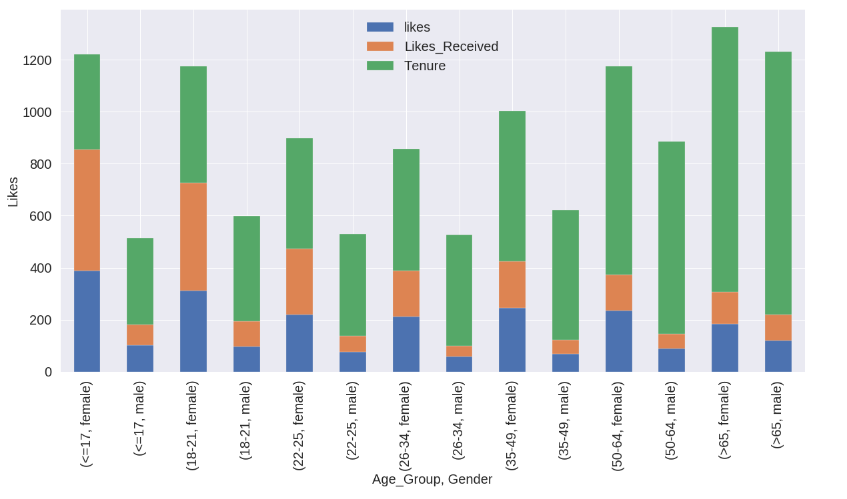 likes
Likes_Received
Tenure
Likes
1200
1000
800
600
400
200
0
(<=17, female)
(<=17, male)
(18-21, female)
(18-21, male)
(22-25, female)
(22-25, male)
(26-34, female)
(26-34, male)
(35-49, female)
(35-49, male)
(50-64, female)
(50-64, male)
(>65, female)
(>65, male)
Age_Group, Gender